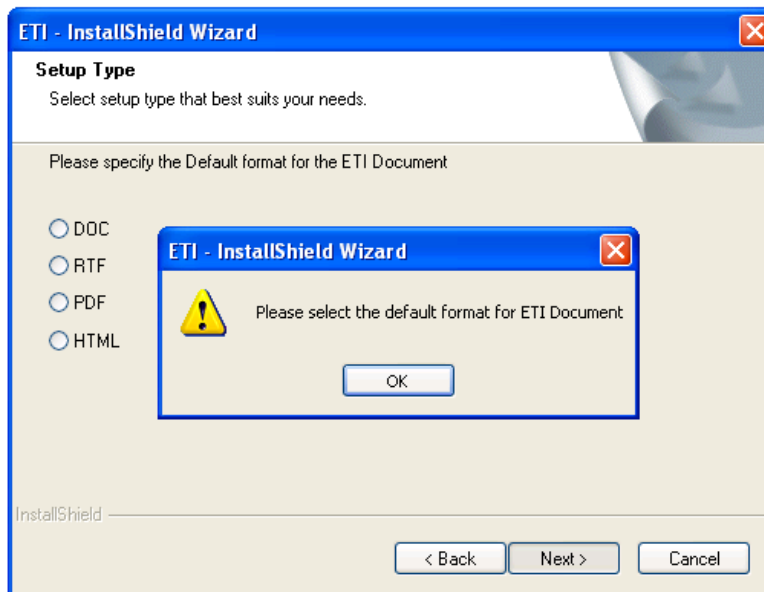 ETI - InstallShield Wizard
Setup Type
Select setup type that best suits your needs.
Please specify the Default format for the ETI Document
DOC
RTF
PDF
HTML
ETI - InstallShield Wizard
Please select the default format for ETI Document
OK
InstallShield
< Back
Next >
Cancel